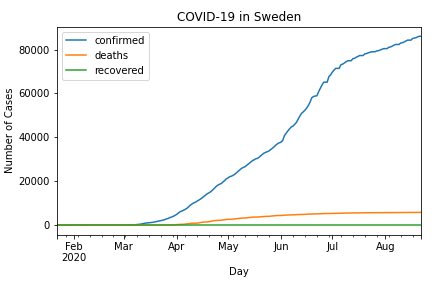 COVID-19 in Sweden
confirmed
deaths
recovered
Number of Cases
80000
60000
40000
20000
0
Feb Mar Apr May Jun Jul Aug
2020
Day